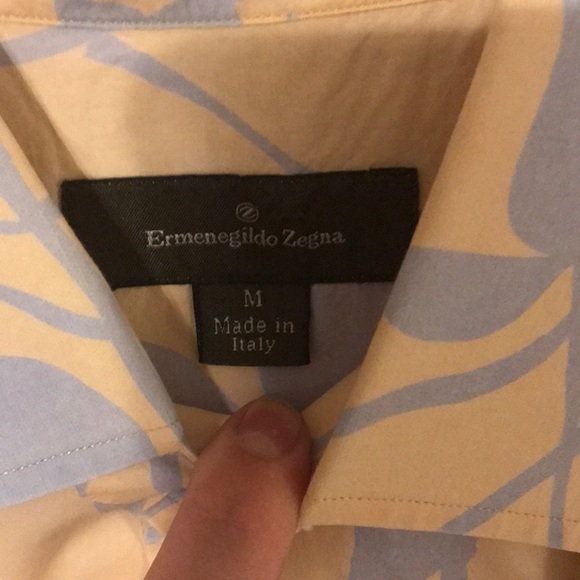 Ermenegildo Zegna
M
Made in
Italy